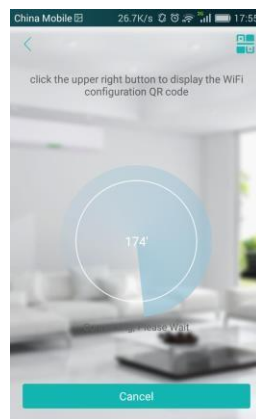 China Mobile 26.7K/s 17:55
click the upper right button to display the WiFi
configuration QR code
174'
Please Wait
Cancel